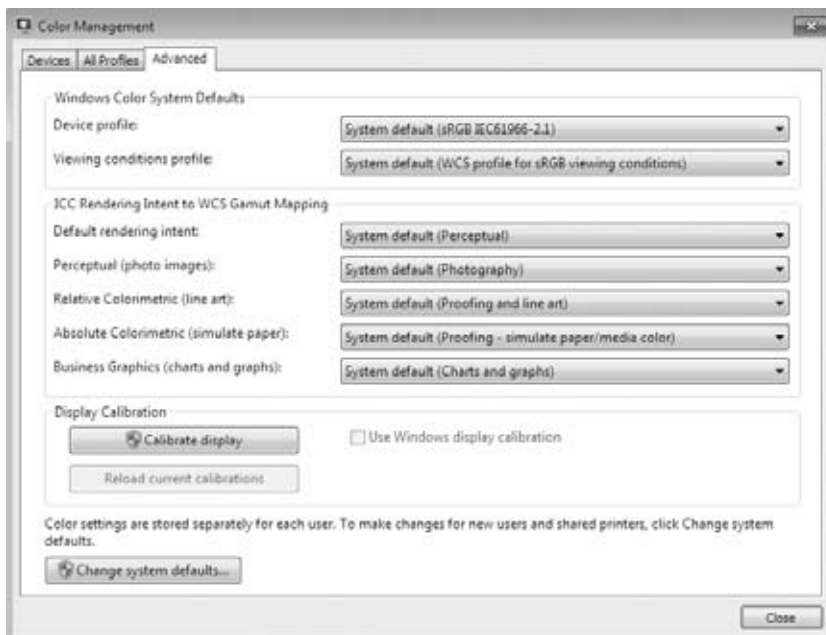 Color Management
Devices All Profiles Advanced
Windows Color System Defaults
Device profile: System default (sRGB IEC61966-2.1)
Viewing conditions profile: System default (WCS profile for sRGB viewing conditions)
ICC Rendering Intent to WCS Gamut Mapping
Default rendering intent: System default (Perceptual)
Perceptual (photo images): System default (Photography)
Relative Colorimetric (line art): System default (Proofing and line art)
Absolute Colorimetric (simulate paper): System default (Proofing - simulate paper/media color)
Business Graphics (charts and graphs): System default (Charts and graphs)
Display Calibration
Calibrate display Use Windows display calibration
Reload current calibrations
Color settings are stored separately for each user. To make changes for new users and shared printers, click Change system
defaults.
Change system defaults...
Close